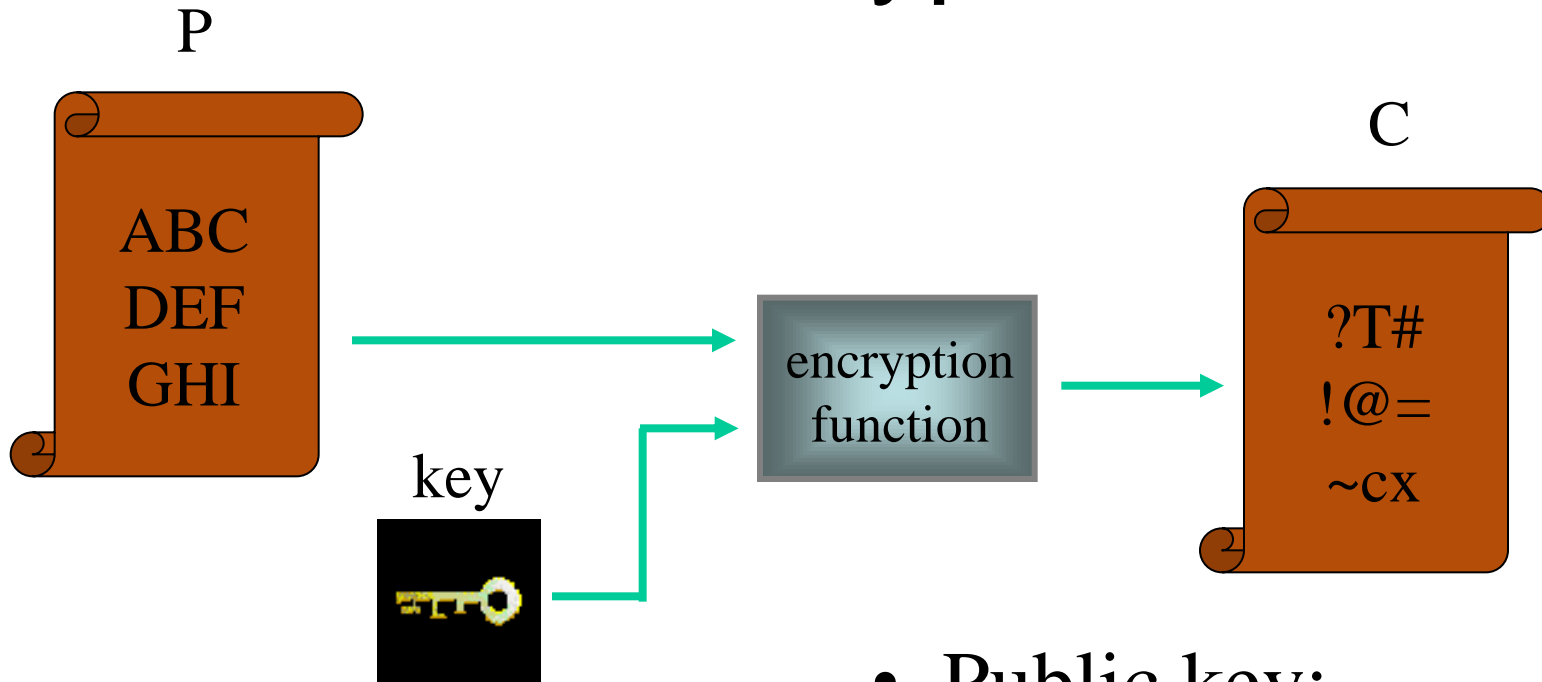 P
ABC
DEF
GHI
key
encryption
function
C
?T#
!@=
~cx
• Public key: